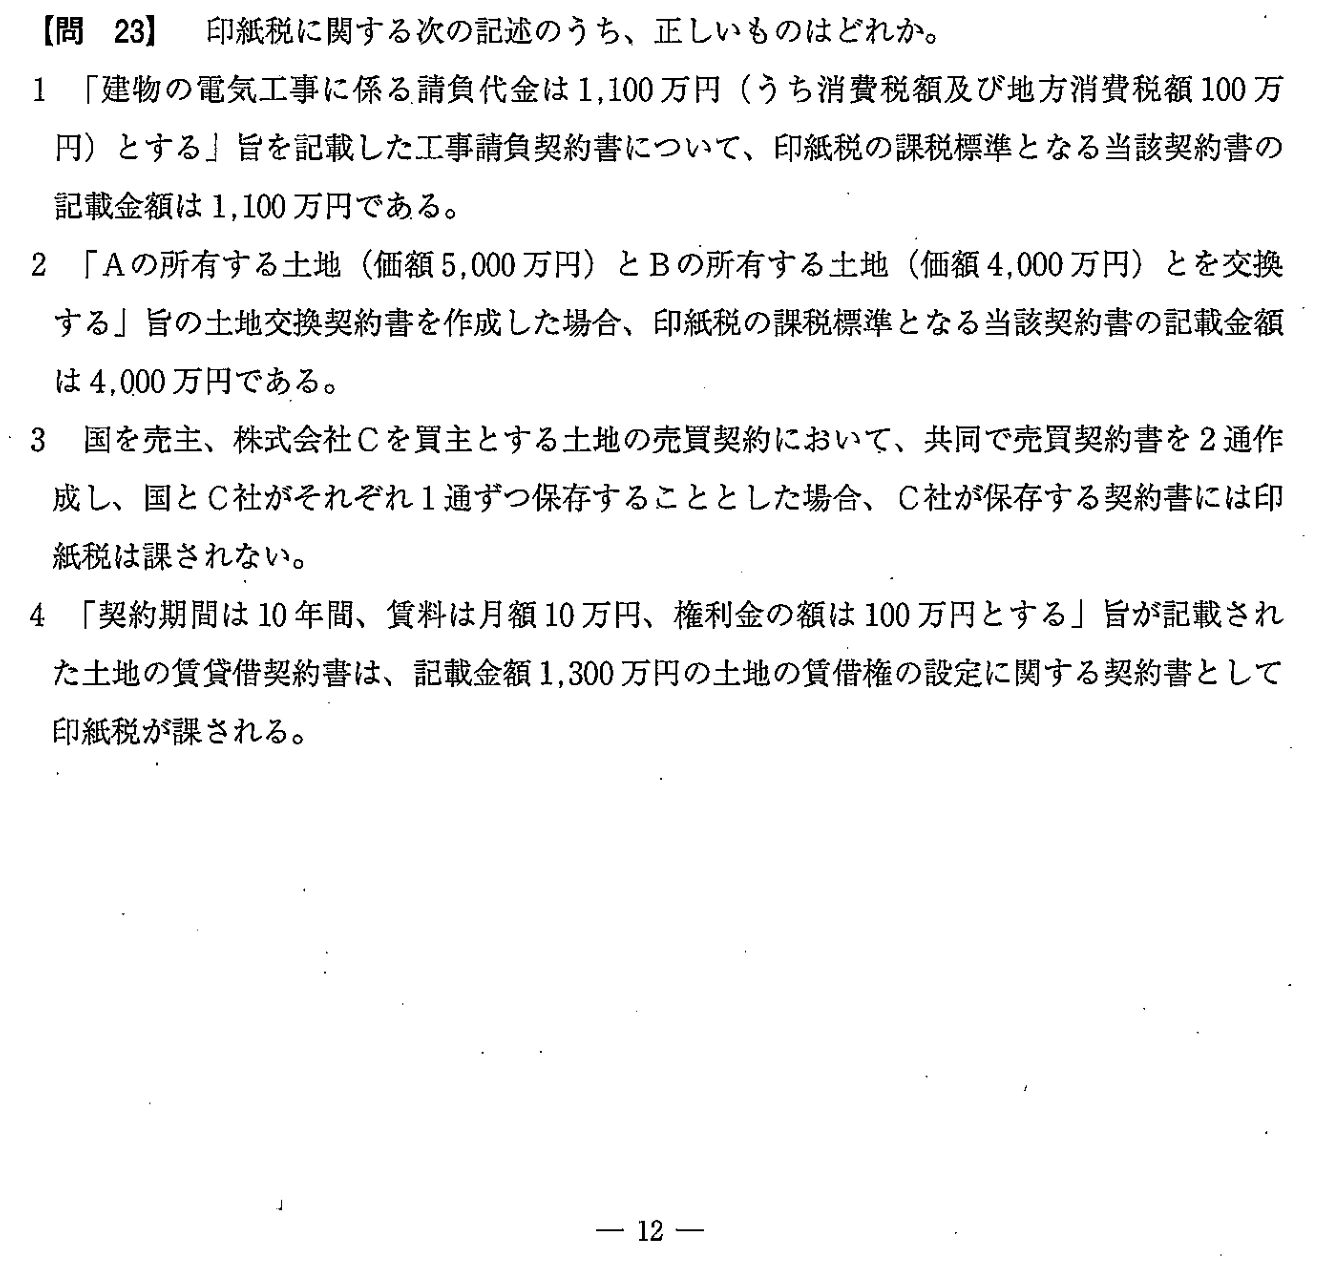 【問　23】　印紙税に関する次の記述のうち、正しいものはどれか。
1　「建物の電気工事に係る請負代金は1,100万円（うち消費税額及び地方消費税額100万
円）とする」旨を記載した工事請負契約書について、印紙税の課税標準となる当該契約書の
記載金額は1,100万円である。
2　「Aの所有する土地（価額5,000万円）とBの所有する土地（価額4,000万円）とを交換
する」旨の土地交換契約書を作成した場合、印紙税の課税標準となる当該契約書の記載金額
は4,000万円である。
3　国を売主、株式会社Cを買主とする土地の売買契約において、共同で売買契約書を2通作
成し、国とC社がそれぞれ1通ずつ保存することとした場合、C社が保存する契約書には印
紙税は課されない。
4　「契約期間は10年間、賃料は月額10万円、権利金の額は100万円とする」旨が記載され
た土地の賃貸借契約書は、記載金額1,300万円の土地の賃借権の設定に関する契約書として
印紙税が課される。
― 12 ―